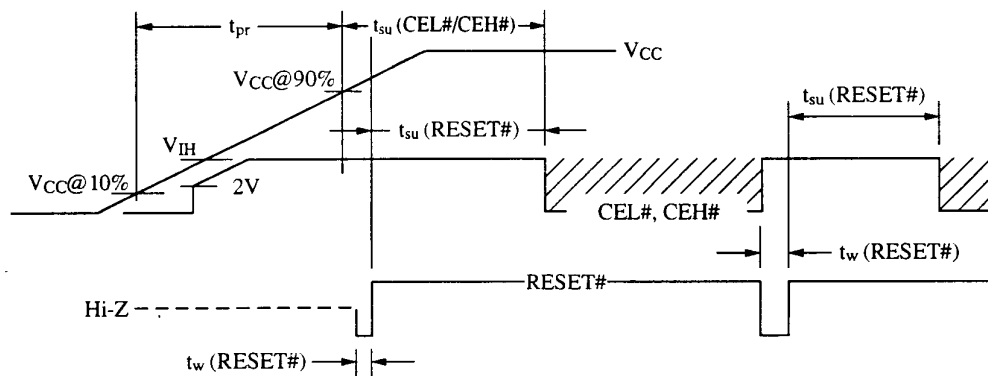 tpr
tsu (CEL#/CEH#)
VCC
VCC@90%
tsu (RESET#)
tsu (RESET#)
VIH
VCC@10%
2V
CEL#, CEH#
tw (RESET#)
RESET#
Hi-Z
tw (RESET#)